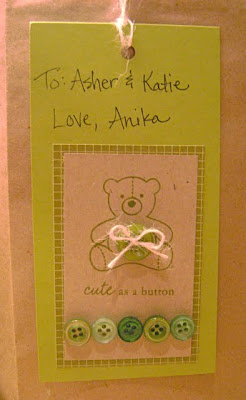 To: Asher & Katie
Love, Anika
cute as a button